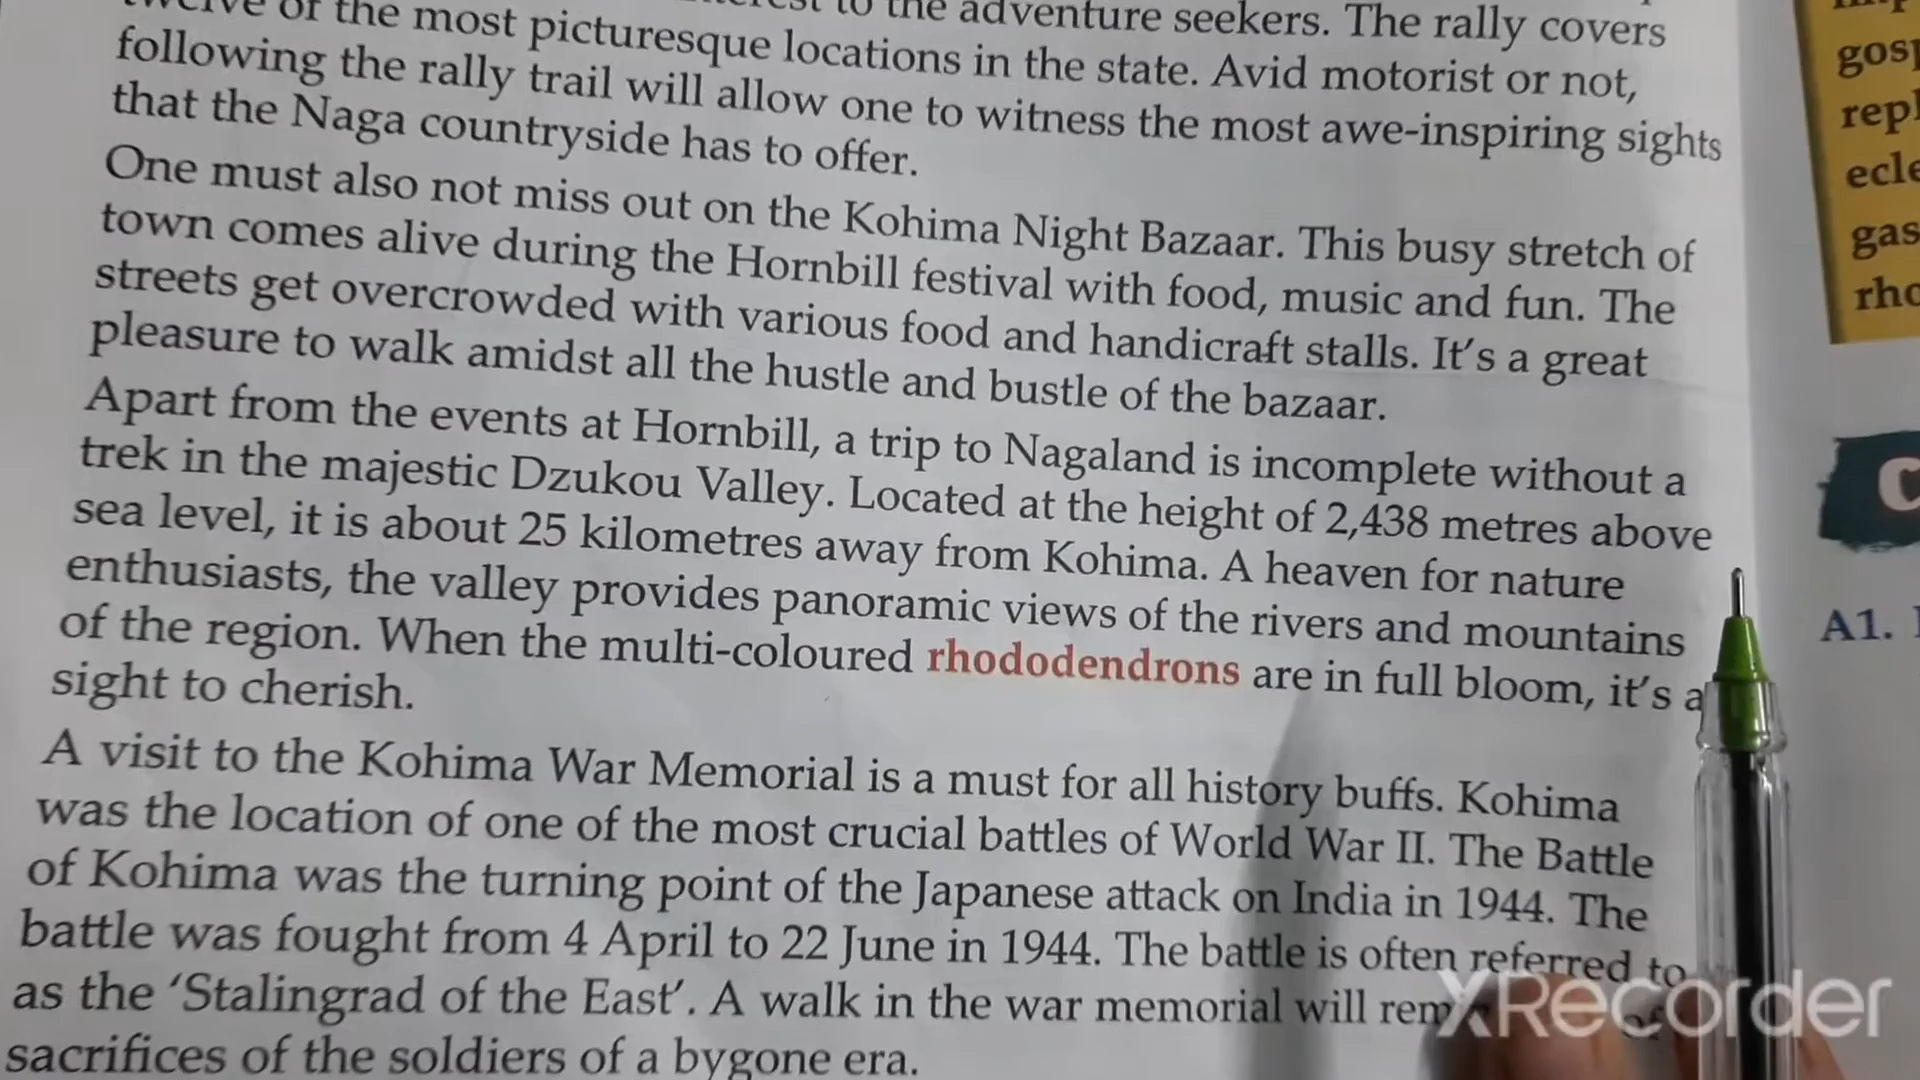 twelve of the most picturesque locations in the state. Avid motorist or not,
to the adventure seekers. The rally covers
following the rally trail will allow one to witness the most awe-inspiring sights
that the Naga countryside has to offer.
One must also not miss out on the Kohima Night Bazaar. This busy stretch of
town comes alive during the Hornbill festival with food, music and fun. The
streets get overcrowded with various food and handicraft stalls. It's a great
pleasure to walk amidst all the hustle and bustle of the bazaar.
Apart from the events at Hornbill, a trip to Nagaland is incomplete without a
trek in the majestic Dzukou Valley. Located at the height of 2,438 metres above
sea level, it is about 25 kilometres away from Kohima. A heaven for nature
enthusiasts, the valley provides panoramic views of the rivers and mountains
of the region. When the multi-coloured rhododendrons are in full bloom, it's a
sight to cherish.
A visit to the Kohima War Memorial is a must for all history buffs. Kohima
was the location of one of the most crucial battles of World War II. The Battle
of Kohima was the turning point of the Japanese attack on India in 1944. The
battle was fought from 4 April to 22 June in 1944. The battle is often referred to
as the 'Stalingrad of the East'. A walk in the war memorial will
sacrifices of the soldiers of a bygone era.
A1.
XRecorder